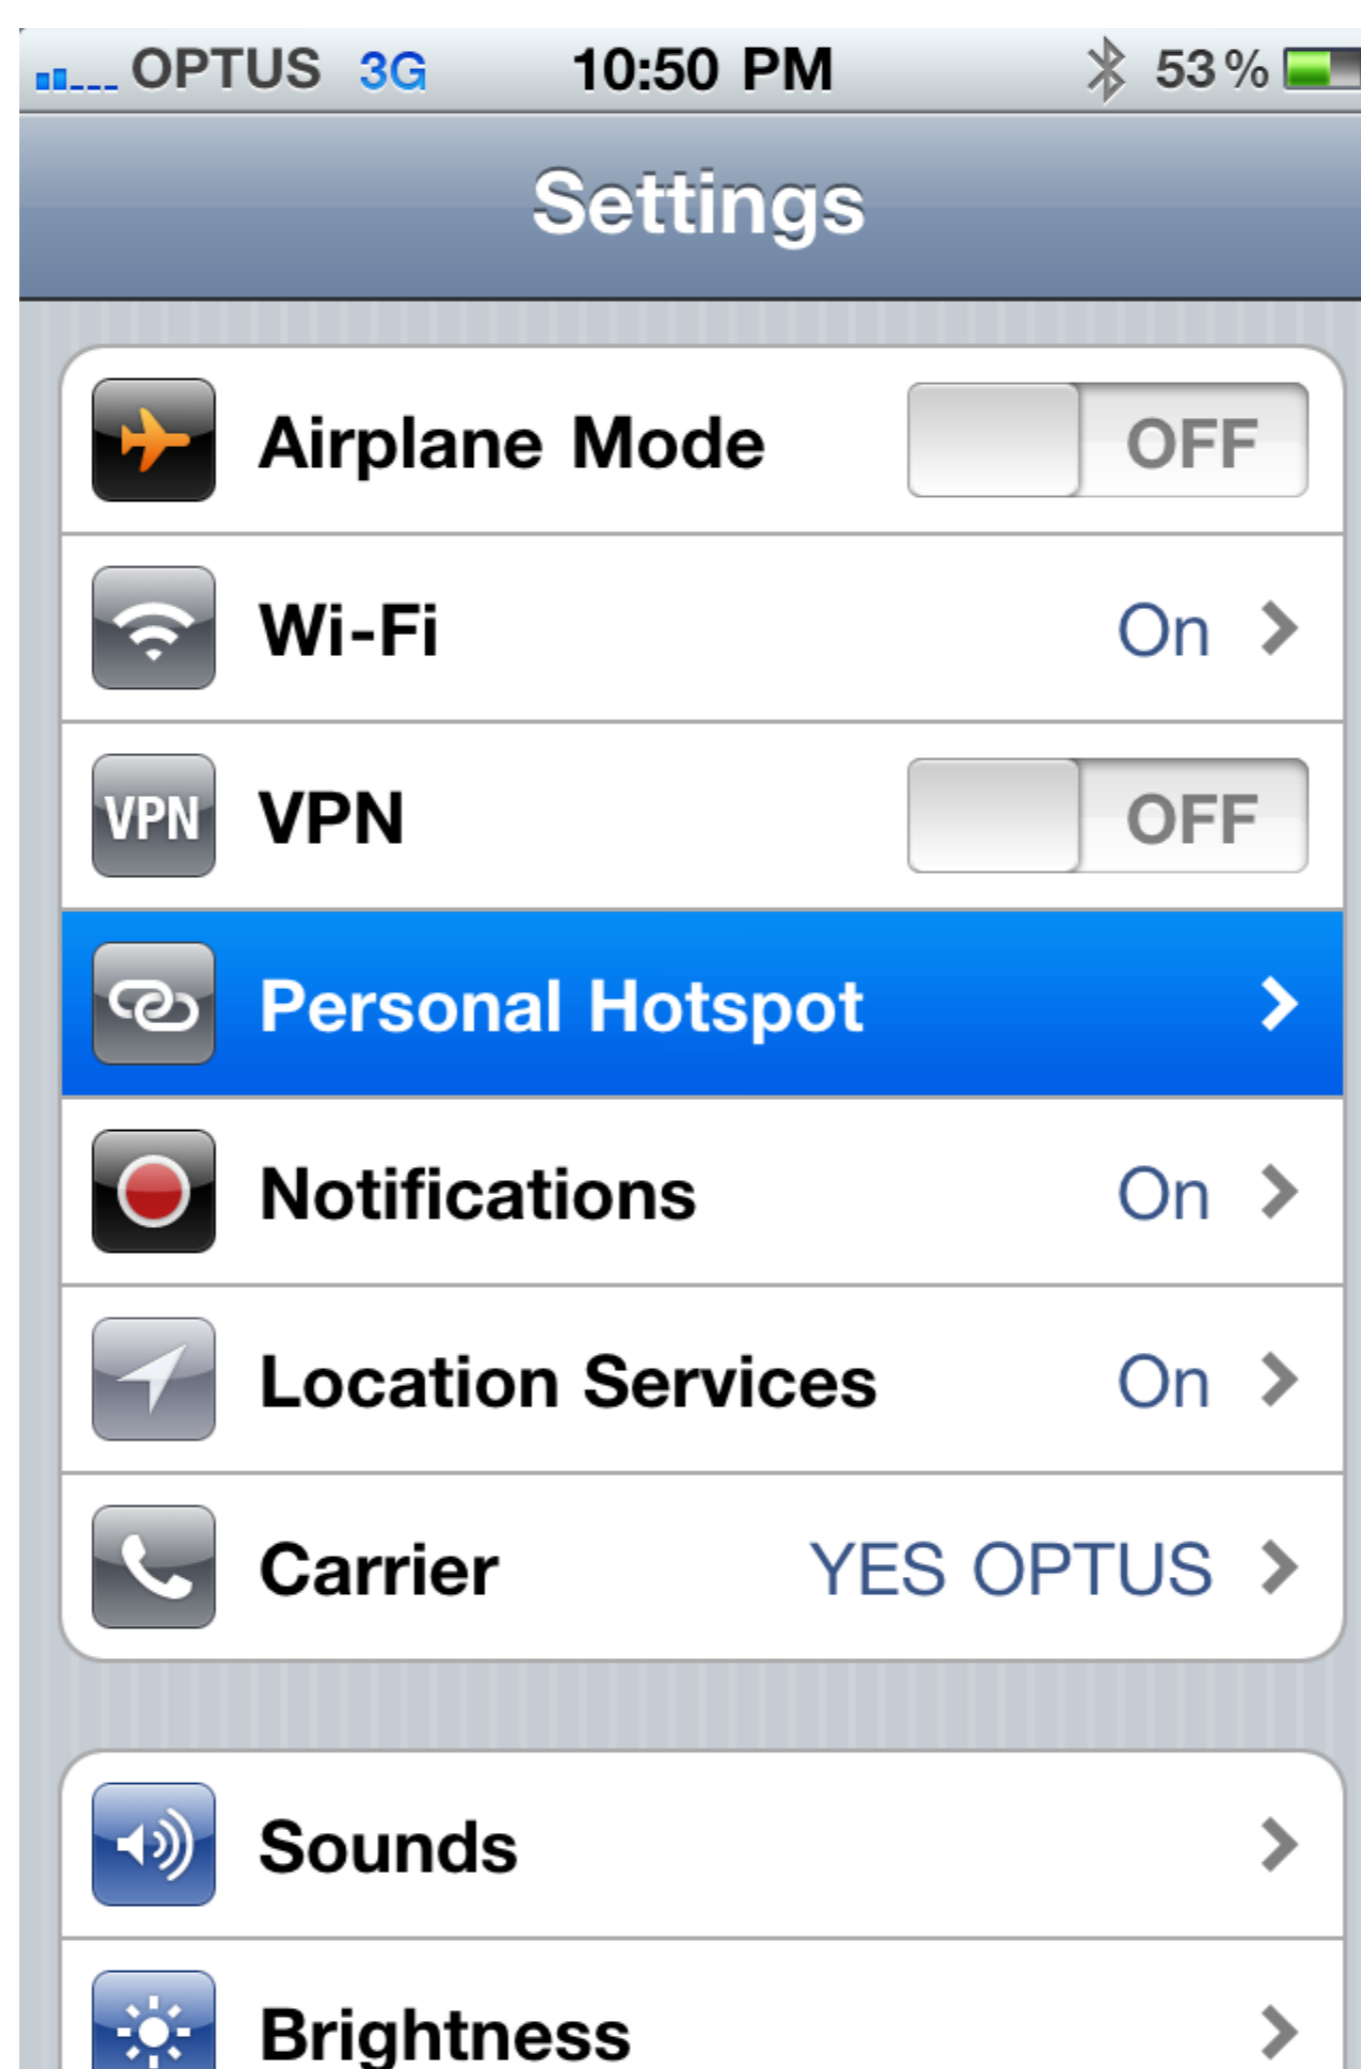 OPTUS 3G 10:50 PM 53%
Settings
Airplane Mode OFF
Wi-Fi On
VPN VPN OFF
Personal Hotspot
Notifications On
Location Services On
Carrier YES OPTUS
Sounds
Brightness